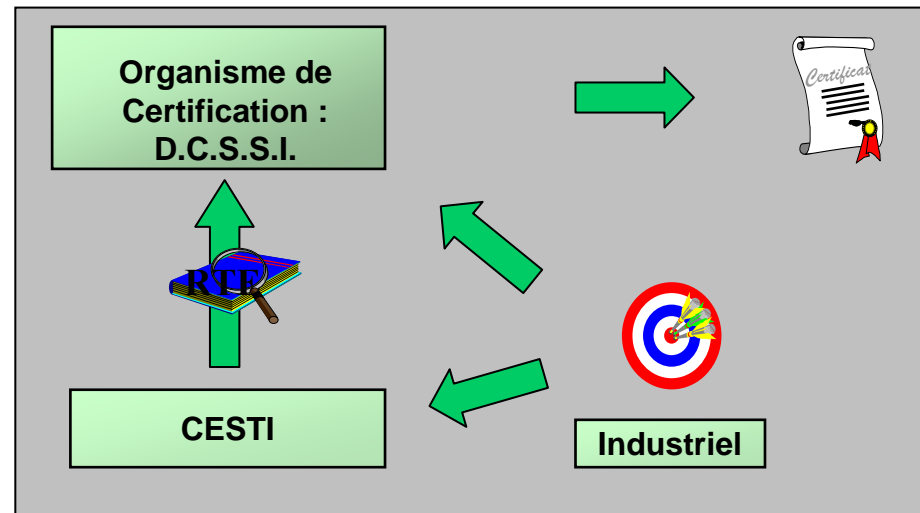 Organisme de
Certification :
D.C.S.S.I.
Certificat
RTE
CESTI
Industriel